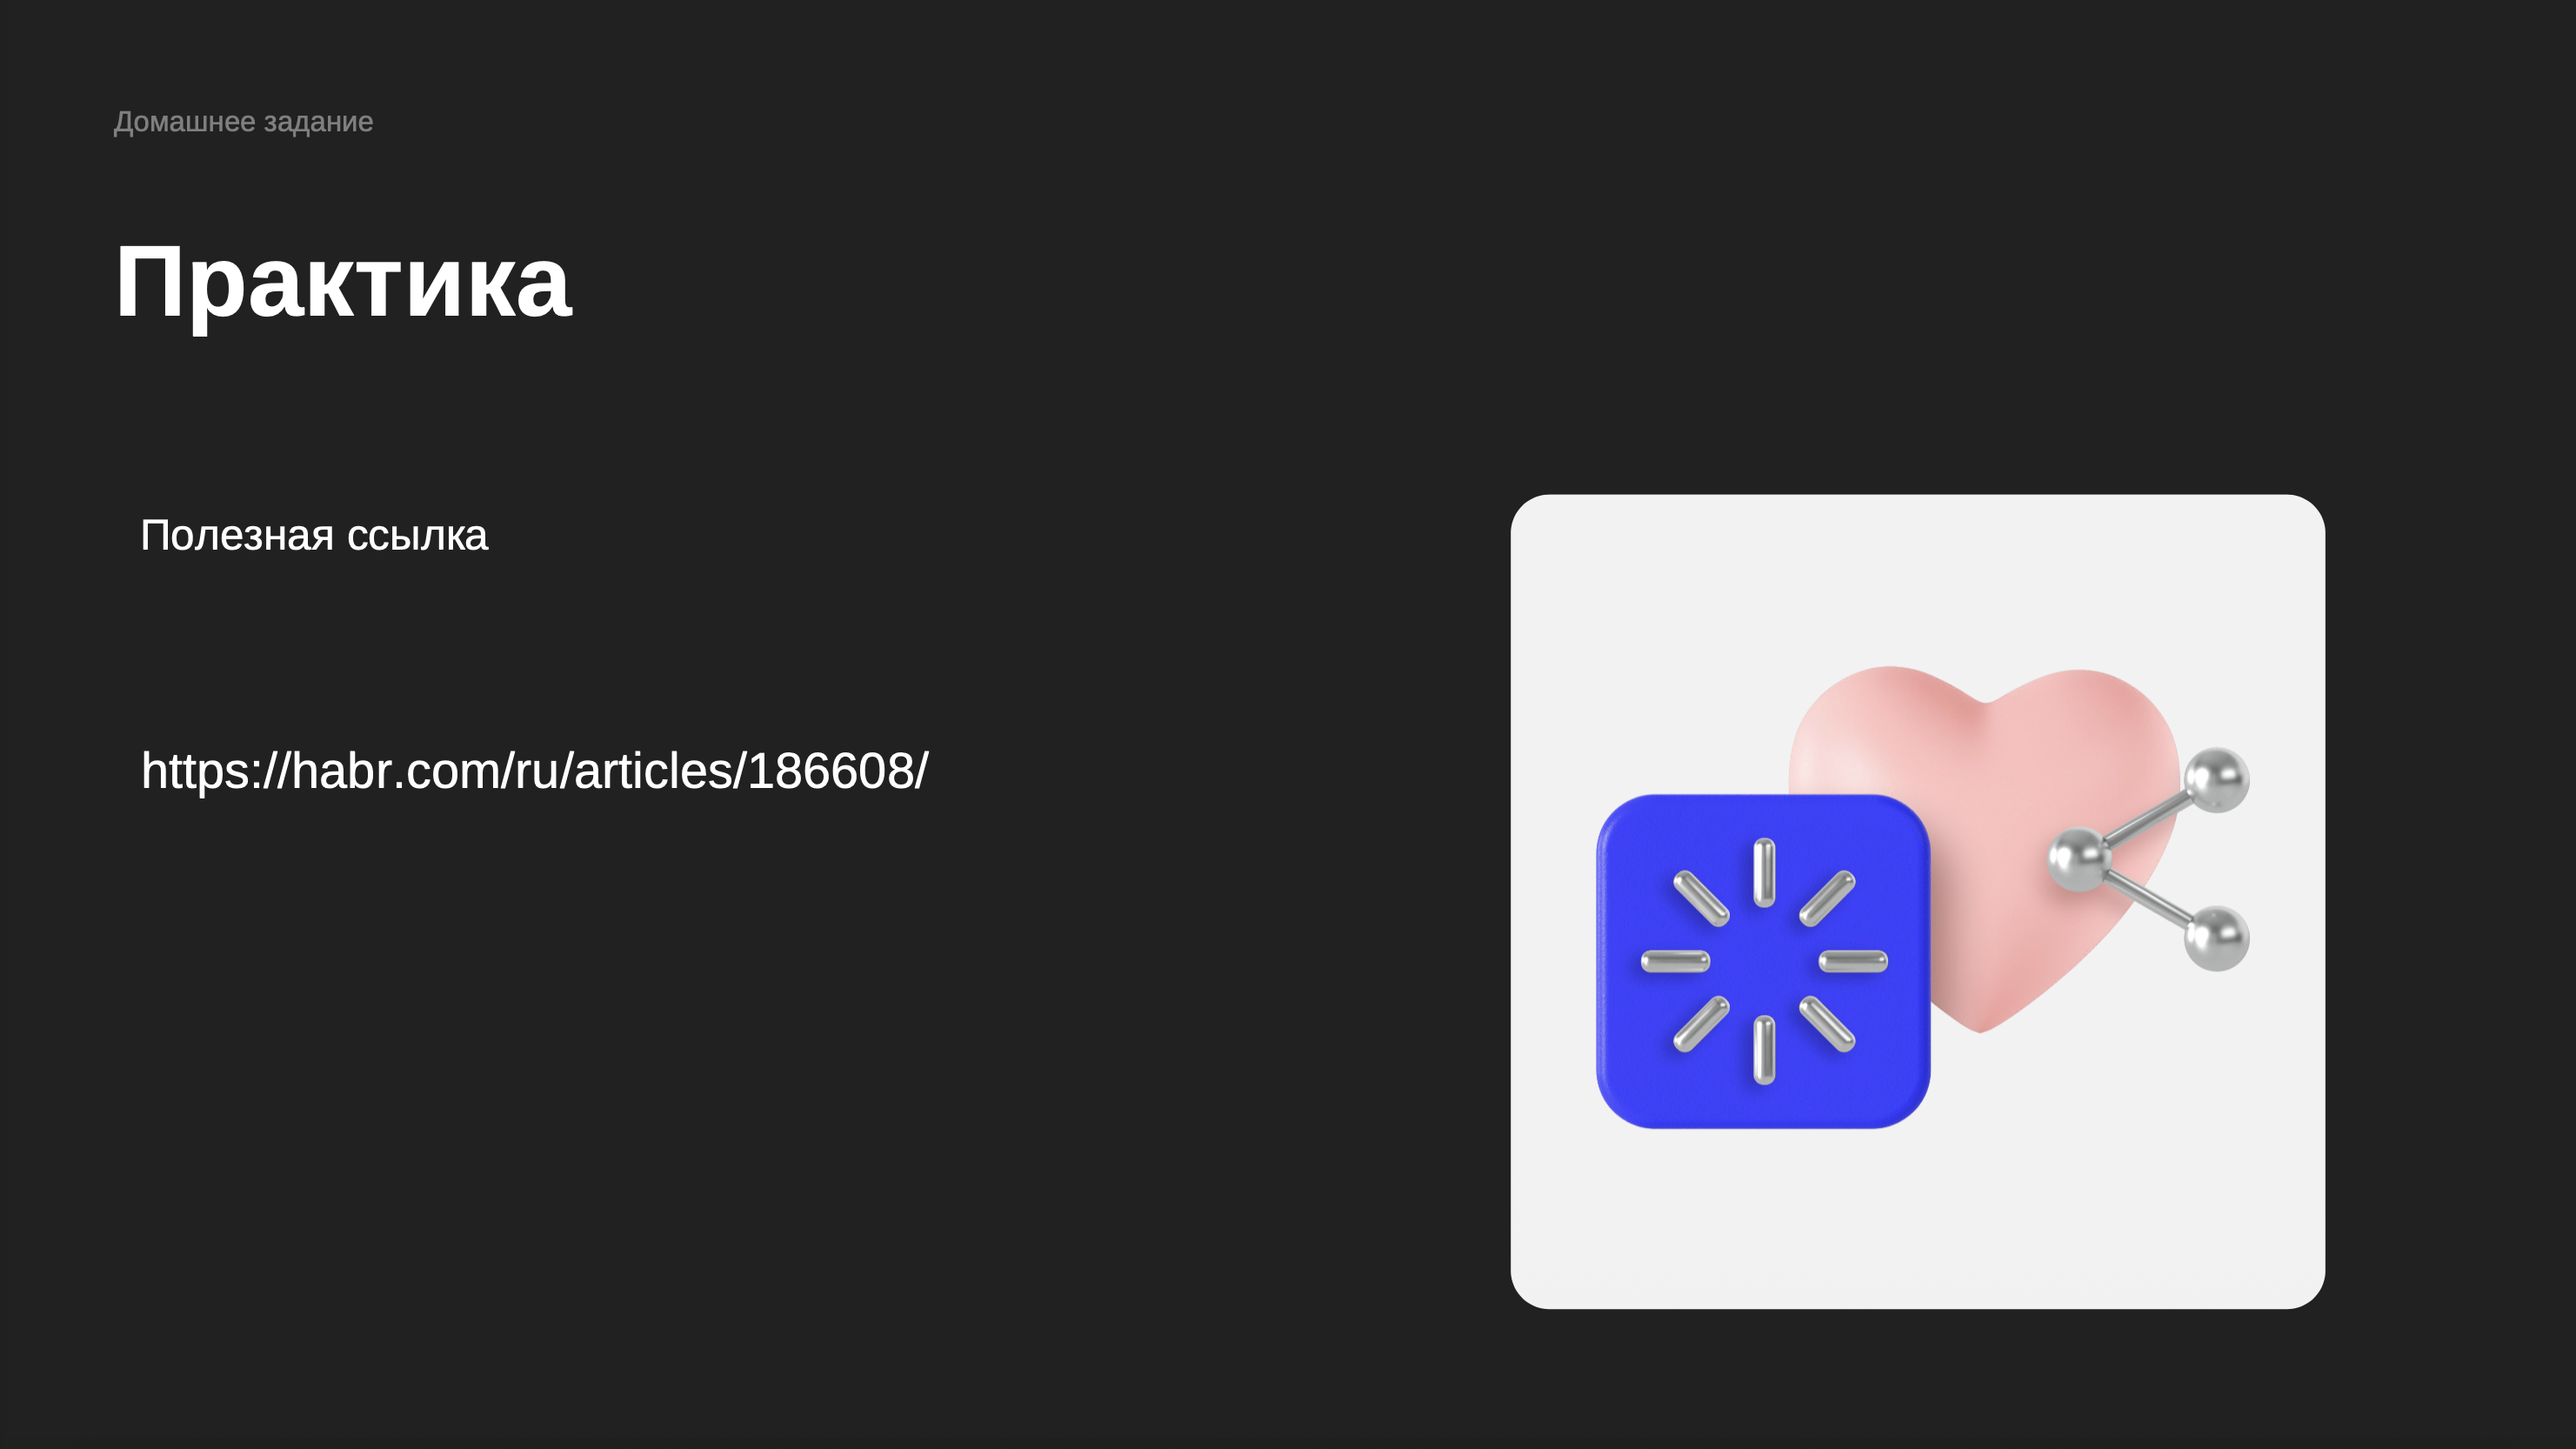 Домашнее задание
Практика
Полезная ссылка
https://habr.com/ru/articles/186608/